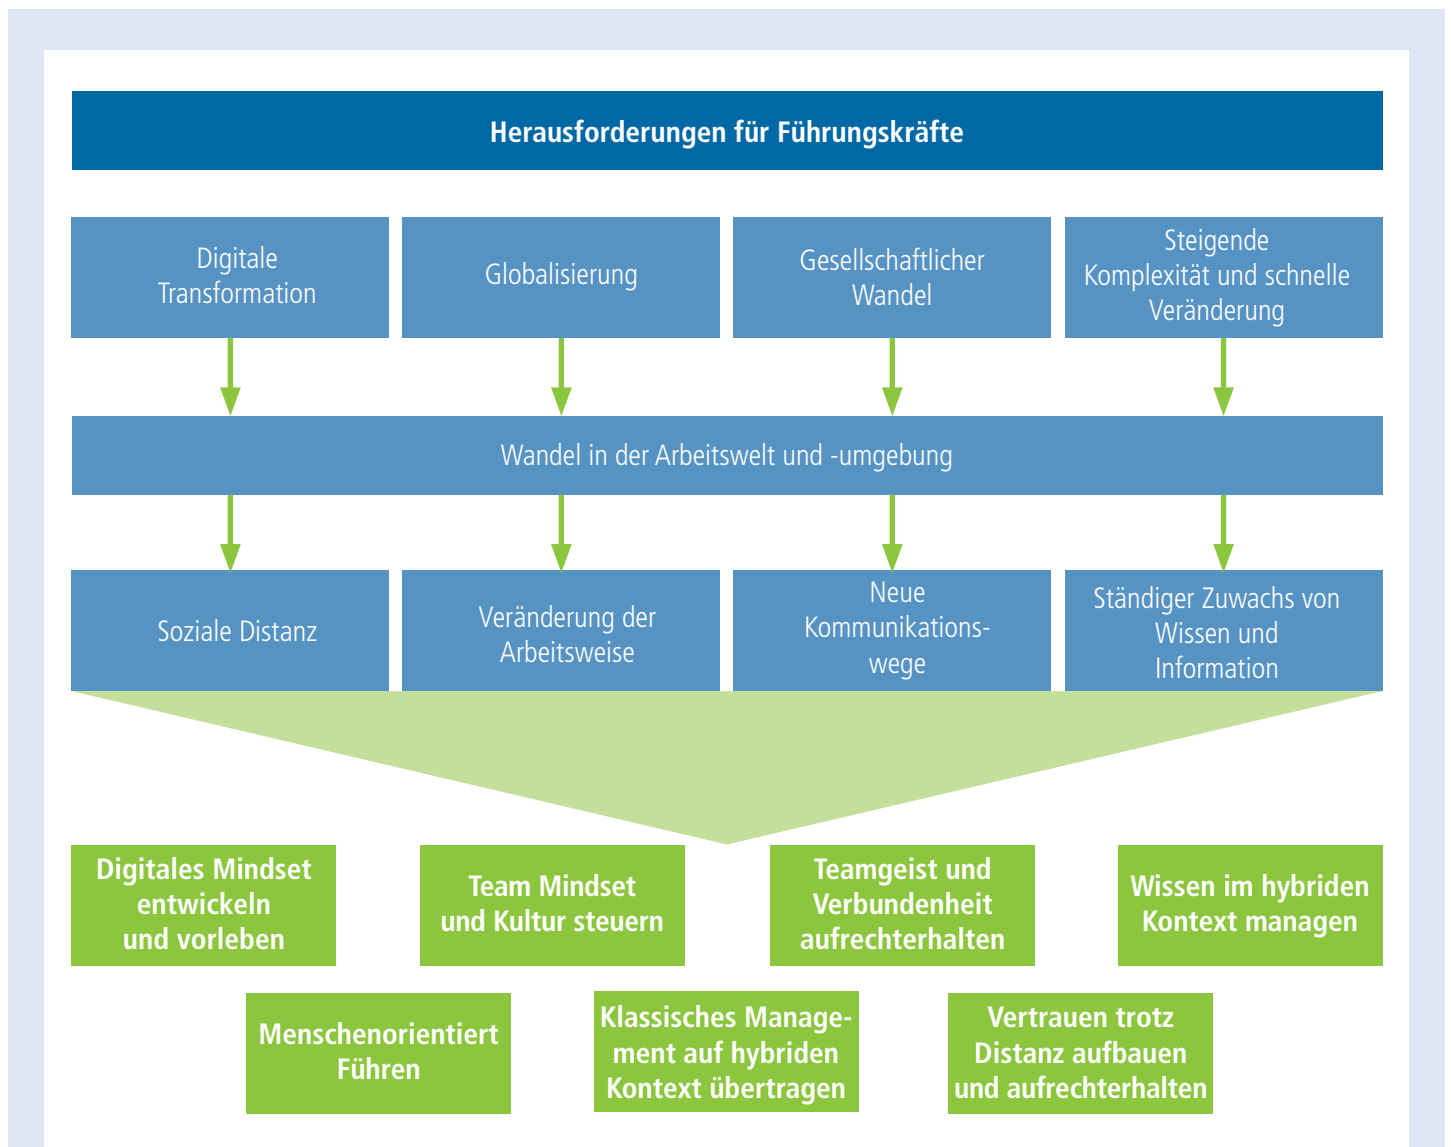 Herausforderungen für Führungskräfte
Digitale
Transformation
Globalisierung
Gesellschaftlicher
Wandel
Steigende
Komplexität und schnelle
Veränderung
Wandel in der Arbeitswelt und -umgebung
Soziale Distanz
Veränderung der
Arbeitsweise
Neue
Kommunikations-
wege
Ständiger Zuwachs von
Wissen und
Information
Digitales Mindset
entwickeln
und vorleben
Team Mindset
und Kultur steuern
Teamgeist und
Verbundenheit
aufrechterhalten
Wissen im hybriden
Kontext managen
Menschenorientiert
Führen
Klassisches Manage-
ment auf hybriden
Kontext übertragen
Vertrauen trotz
Distanz aufbauen
und aufrechterhalten